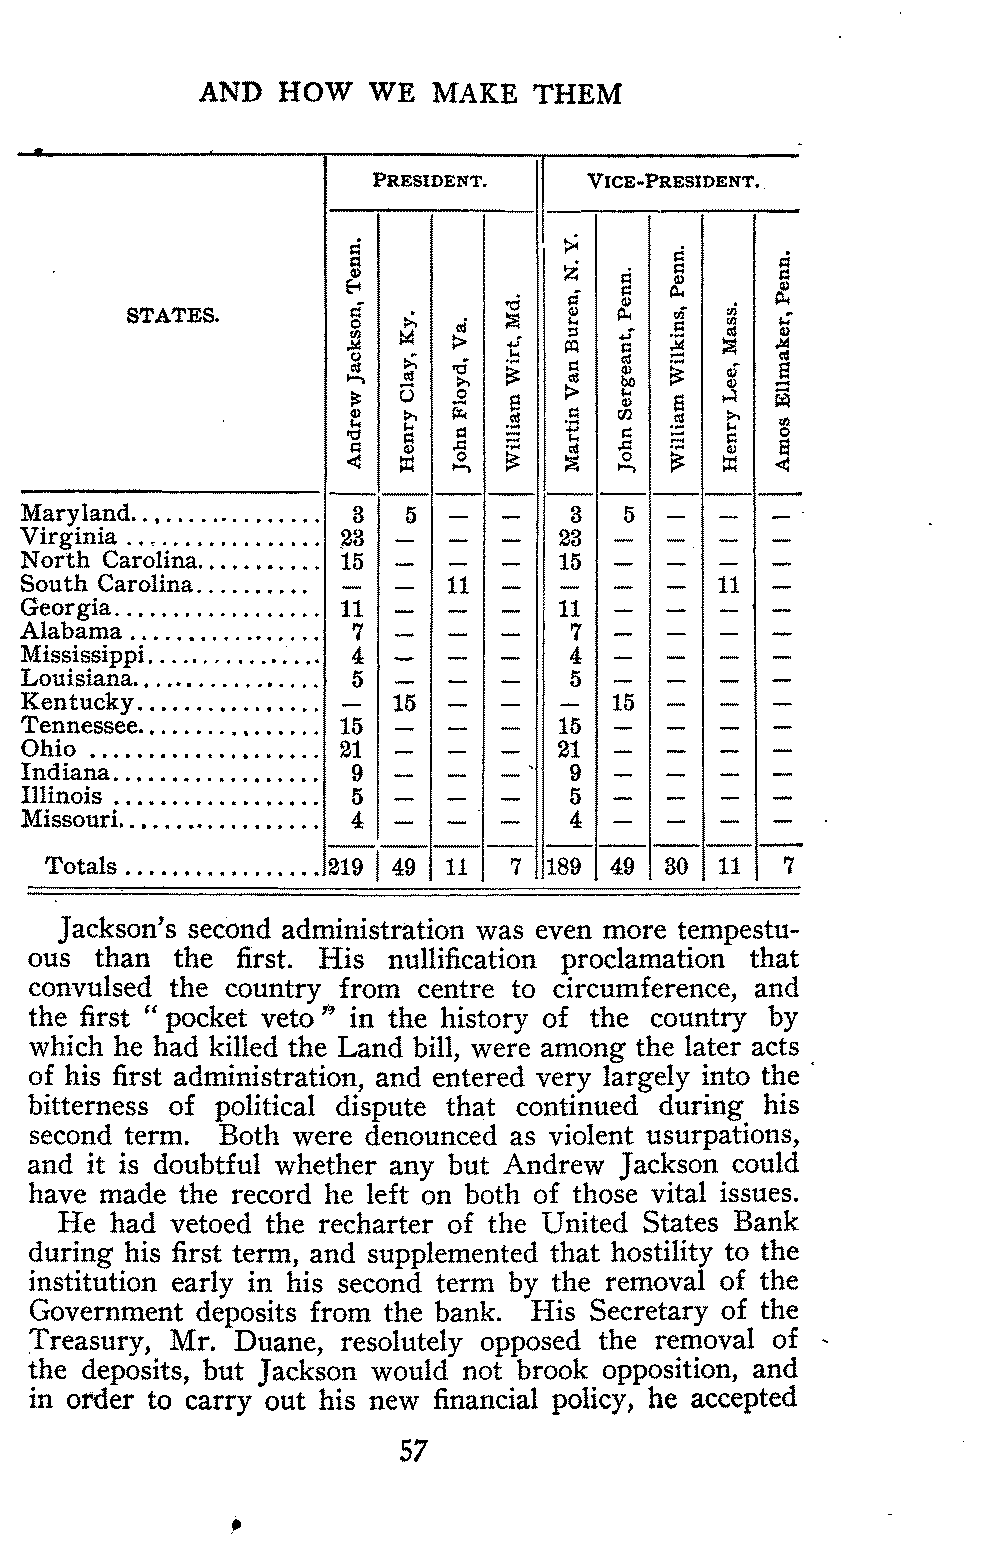 AND HOW WE MAKE THEM
PRESIDENT. VICE-PRESIDENT.
STATES. Andrew Jackson, Tenn. Henry Clay, Ky. John Floyd, Va. William Wirt, Md. Martin Van Buren, N. Y. John Sergeant, Penn. William Wilkins, Penn. Henry Lee, Mass. Amos Ellmaker, Penn.
Maryland.................. 3 5 — — 3 5 — — —
Virginia .................. 23 — — — 23 — — — —
North Carolina........... 15 — — — 15 — — — —
South Carolina.......... — — 11 — — — — 11 —
Georgia.................. 11 — — — 11 — — — —
Alabama ................. 7 — — — 7 — — — —
Mississippi................ 4 — — — 4 — — — —
Louisiana................. 5 — — — 5 — — — —
Kentucky................ — 15 — — — 15 — — —
Tennessee................ 15 — — — 15 — — — —
Ohio .................... 21 — — — 21 — — — —
Indiana.................. 9 — — — 9 — — — —
Illinois .................. 5 — — — 5 — — — —
Missouri.................. 4 — — — 4 — — — —
Totals ................. 219 49 11 7 189 49 30 11 7
Jackson's second administration was even more tempestu-
ous than the first. His nullification proclamation that
convulsed the country from centre to circumference, and
the first "pocket veto" in the history of the country by
which he had killed the Land bill, were among the later acts
of his first administration, and entered very largely into the
bitterness of political dispute that continued during his
second term. Both were denounced as violent usurpations,
and it is doubtful whether any but Andrew Jackson could
have made the record he left on both of those vital issues.
He had vetoed the recharter of the United States Bank
during his first term, and supplemented that hostility to the
institution early in his second term by the removal of the
Government deposits from the bank. His Secretary of the
Treasury, Mr. Duane, resolutely opposed the removal of
the deposits, but Jackson would not brook opposition, and
in order to carry out his new financial policy, he accepted
57